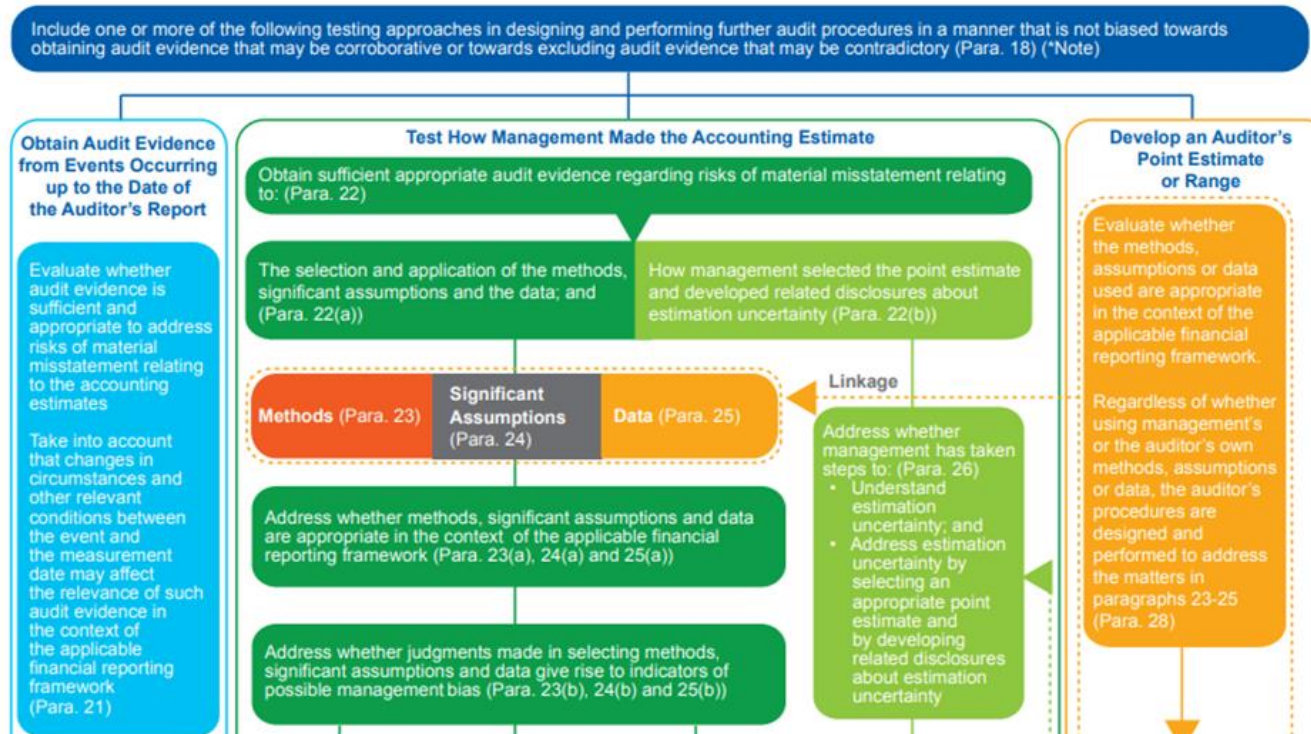 Include one or more of the following testing approaches in designing and performing further audit procedures in a manner that is not biased towards
obtaining audit evidence that may be corroborative or towards excluding audit evidence that may be contradictory (Para. 18) (*Note)
Obtain Audit Evidence
from Events Occurring
up to the Date of
the Auditor's Report
Evaluate whether
audit evidence is
sufficient and
appropriate to address
risks of material
misstatement relating
to the accounting
estimates
Take into account
that changes in
circumstances and
other relevant
conditions between
the event and
the measurement
date may affect
the relevance of such
audit evidence in
the context of
the applicable
financial reporting
framework
(Para. 21)
Test How Management Made the Accounting Estimate
Obtain sufficient appropriate audit evidence regarding risks of material misstatement relating
to: (Para. 22)
The selection and application of the methods,
significant assumptions and the data; and
(Para. 22(a))
How management selected the point estimate
and developed related disclosures about
estimation uncertainty (Para. 22(b))
Methods (Para. 23)
Significant
Assumptions
(Para. 24)
Data (Para. 25)
Linkage
Address whether methods, significant assumptions and data
are appropriate in the context of the applicable financial
reporting framework (Para. 23(a), 24(a) and 25(a))
Address whether judgments made in selecting methods,
significant assumptions and data give rise to indicators of
possible management bias (Para. 23(b), 24(b) and 25(b))
Address whether
management has taken
steps to: (Para. 26)
• Understand
estimation
uncertainty; and
• Address estimation
uncertainty by
selecting an
appropriate point
estimate and
by developing
related disclosures
about estimation
uncertainty
Develop an Auditor's
Point Estimate
or Range
Evaluate whether
the methods,
assumptions or data
used are appropriate
in the context of the
applicable financial
reporting framework.
Regardless of whether
using management's
or the auditor's own
methods, assumptions
or data, the auditor's
procedures are
designed and
performed to address
the matters in
paragraphs 23-25
(Para. 28)